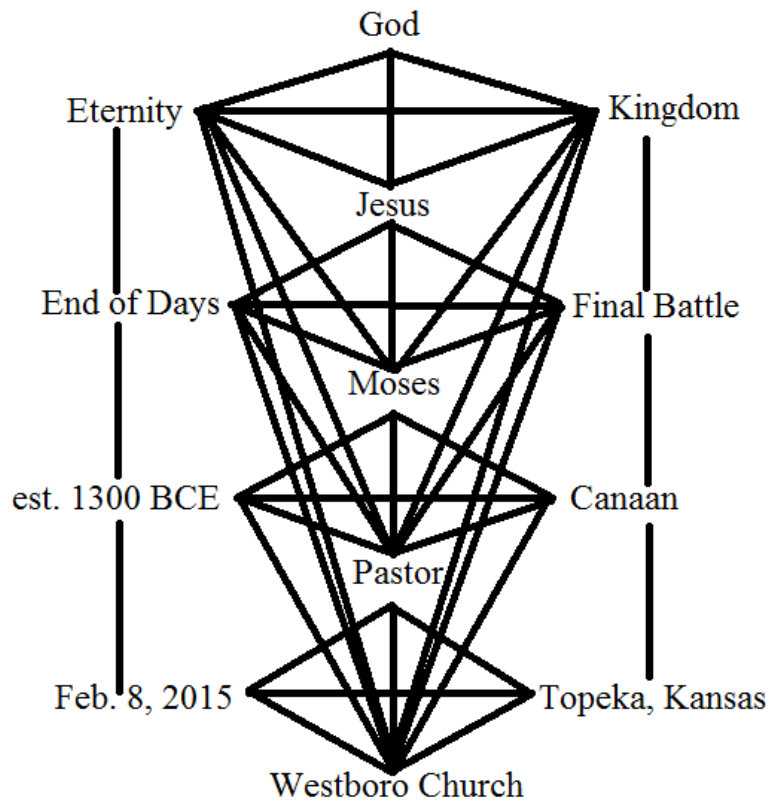 God
Eternity
Kingdom
Jesus
End of Days
Final Battle
Moses
est. 1300 BCE
Canaan
Pastor
Feb. 8, 2015
Topeka, Kansas
Westboro Church